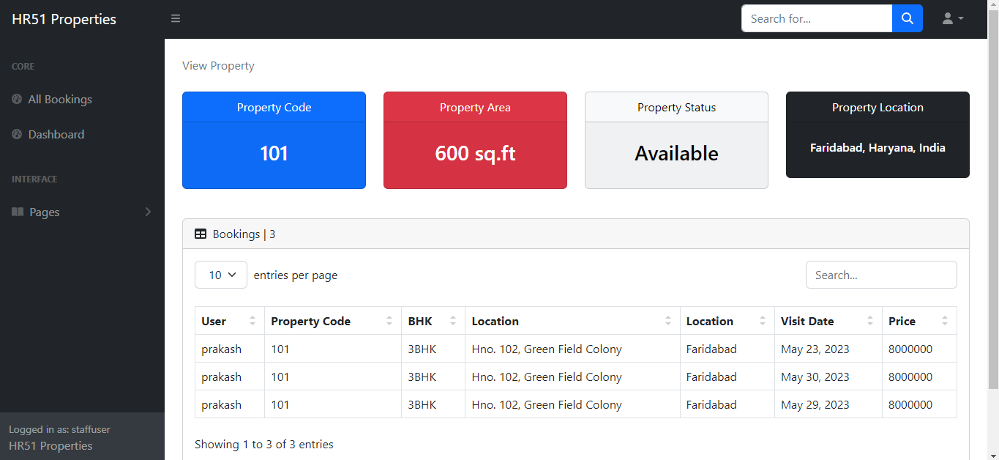 HR51 Properties
Search for...
CORE
All Bookings
Dashboard
INTERFACE
Pages
Logged in as: staffuser
HR51 Properties
View Property
Property Code
101
Property Area
600 sq.ft
Property Status
Available
Property Location
Faridabad, Haryana, India
Bookings | 3
10 entries per page
Search...
User Property Code BHK Location Location Visit Date Price
prakash 101 3BHK Hno. 102, Green Field Colony Faridabad May 23, 2023 8000000
prakash 101 3BHK Hno. 102, Green Field Colony Faridabad May 30, 2023 8000000
prakash 101 3BHK Hno. 102, Green Field Colony Faridabad May 29, 2023 8000000
Showing 1 to 3 of 3 entries